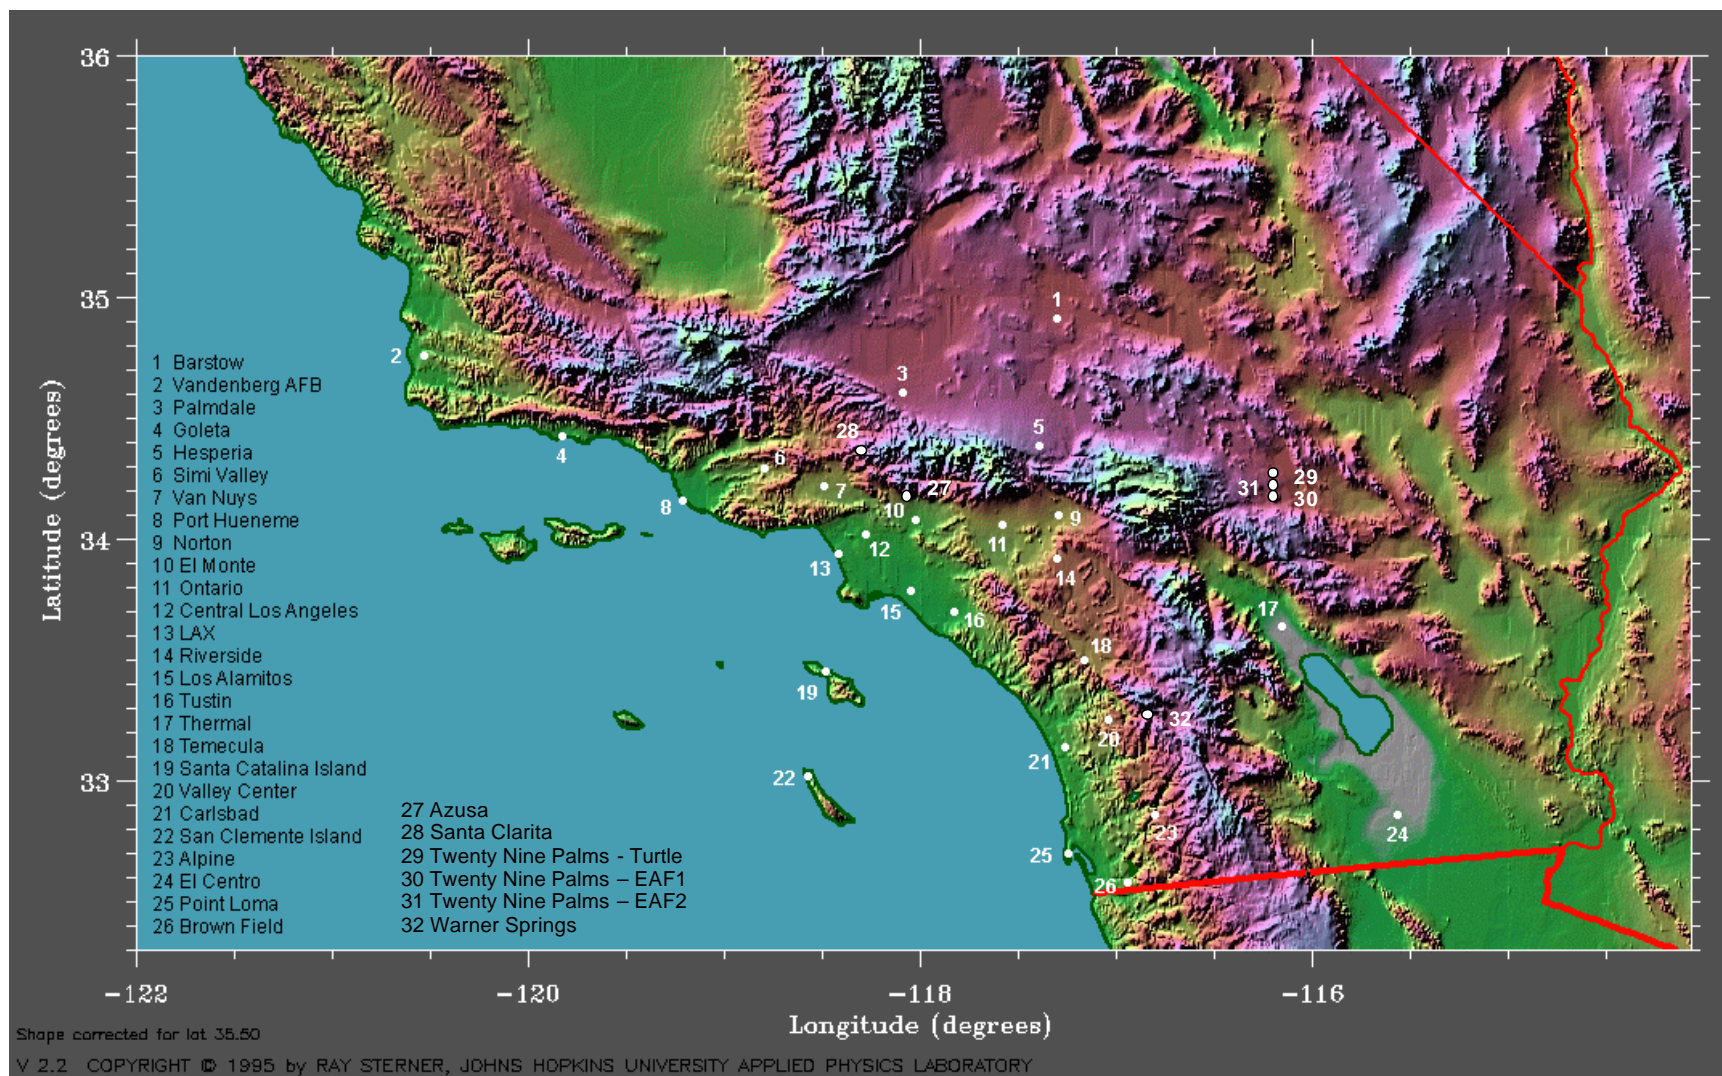 36
35
34
33
Latitude (degrees)
1
2
3
28
5
4
6
29
31
30
7
27
8
10
9
12
11
13
14
15
16
17
18
19
32
20
21
22
23
24
25
26
1 Barstow
2 Vandenberg AFB
3 Palmdale
4 Goleta
5 Hesperia
6 Simi Valley
7 Van Nuys
8 Port Hueneme
9 Norton
10 El Monte
11 Ontario
12 Central Los Angeles
13 LAX
14 Riverside
15 Los Alamitos
16 Tustin
17 Thermal
18 Temecula
19 Santa Catalina Island
20 Valley Center
21 Carlsbad
22 San Clemente Island
23 Alpine
24 El Centro
25 Point Loma
26 Brown Field
27 Azusa
28 Santa Clarita
29 Twenty Nine Palms - Turtle
30 Twenty Nine Palms – EAF1
31 Twenty Nine Palms – EAF2
32 Warner Springs
-122
-120
-118
-116
Longitude (degrees)
Shape corrected for lat 35.50
V 2.2 COPYRIGHT © 1995 by RAY STERNER, JOHNS HOPKINS UNIVERSITY APPLIED PHYSICS LABORATORY